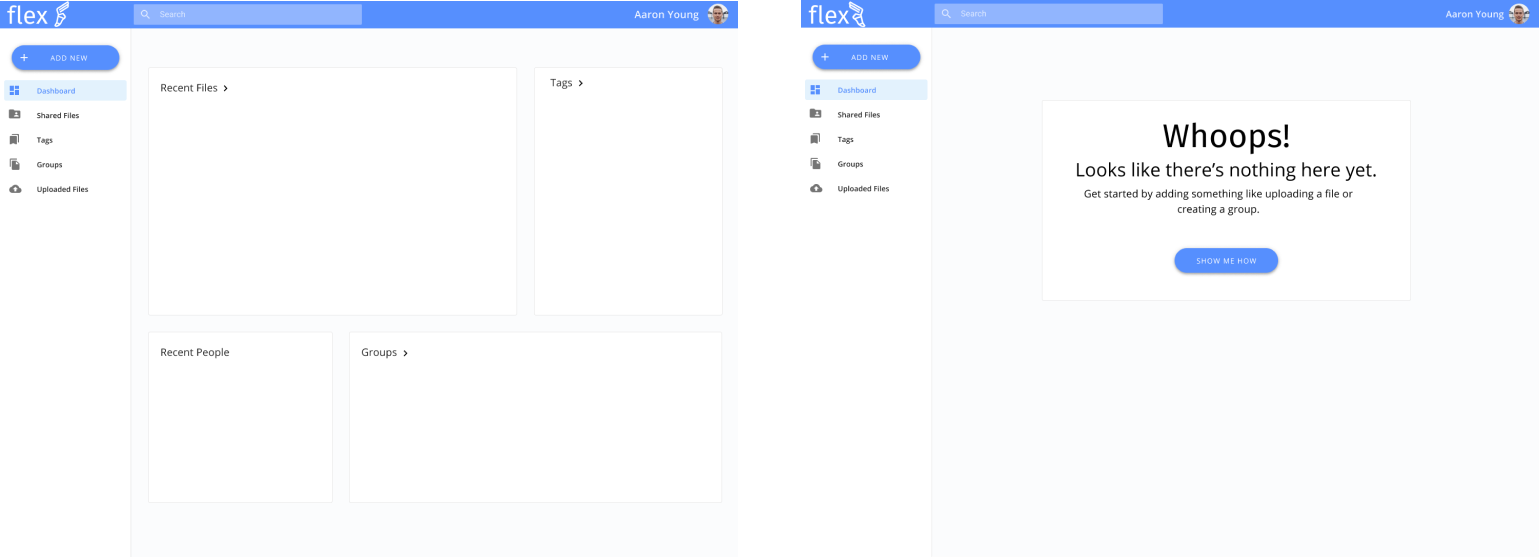 flex
Search
Aaron Young
ADD NEW
Dashboard
Shared Files
Tags
Groups
Uploaded Files
Recent Files
Tags
Recent People
Groups
flex
Search
Aaron Young
ADD NEW
Dashboard
Shared Files
Tags
Groups
Uploaded Files
Whoops!
Looks like there’s nothing here yet.
Get started by adding something like uploading a file or
creating a group.
SHOW ME HOW